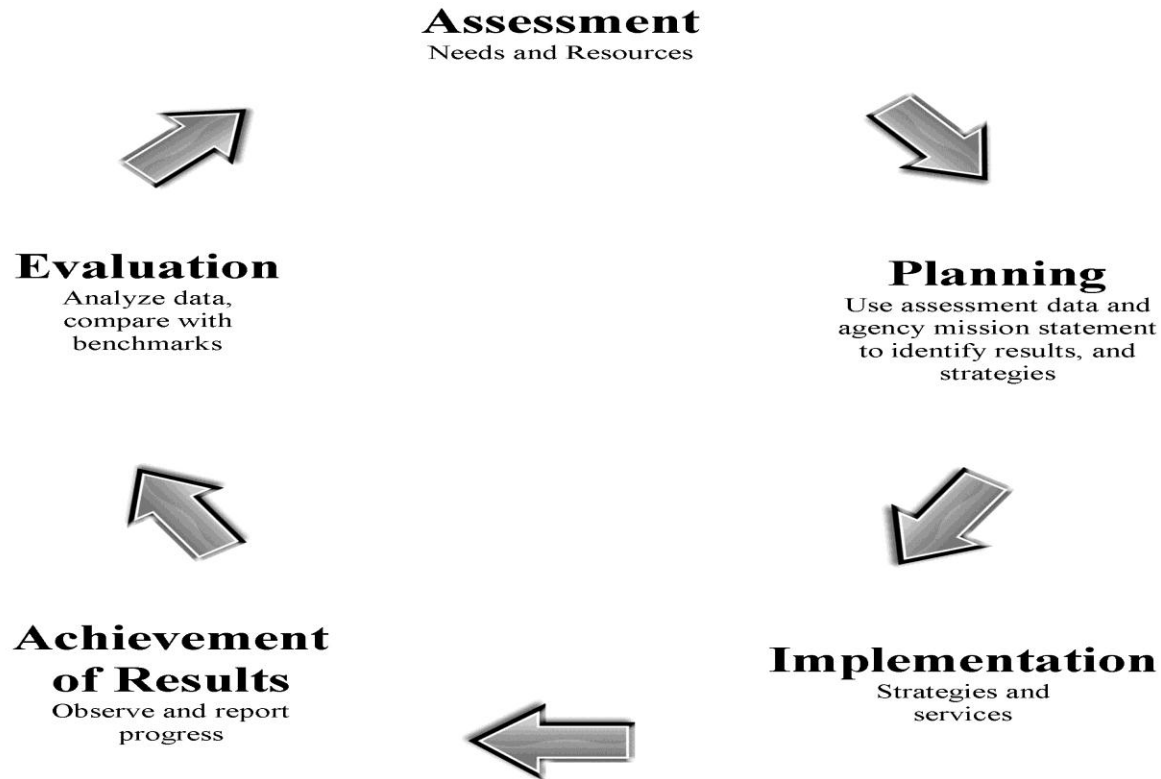 Assessment
Needs and Resources
Planning
Use assessment data and
agency mission statement
to identify results, and
strategies
Implementation
Strategies and
services
Achievement
of Results
Observe and report
progress
Evaluation
Analyze data,
compare with
benchmarks